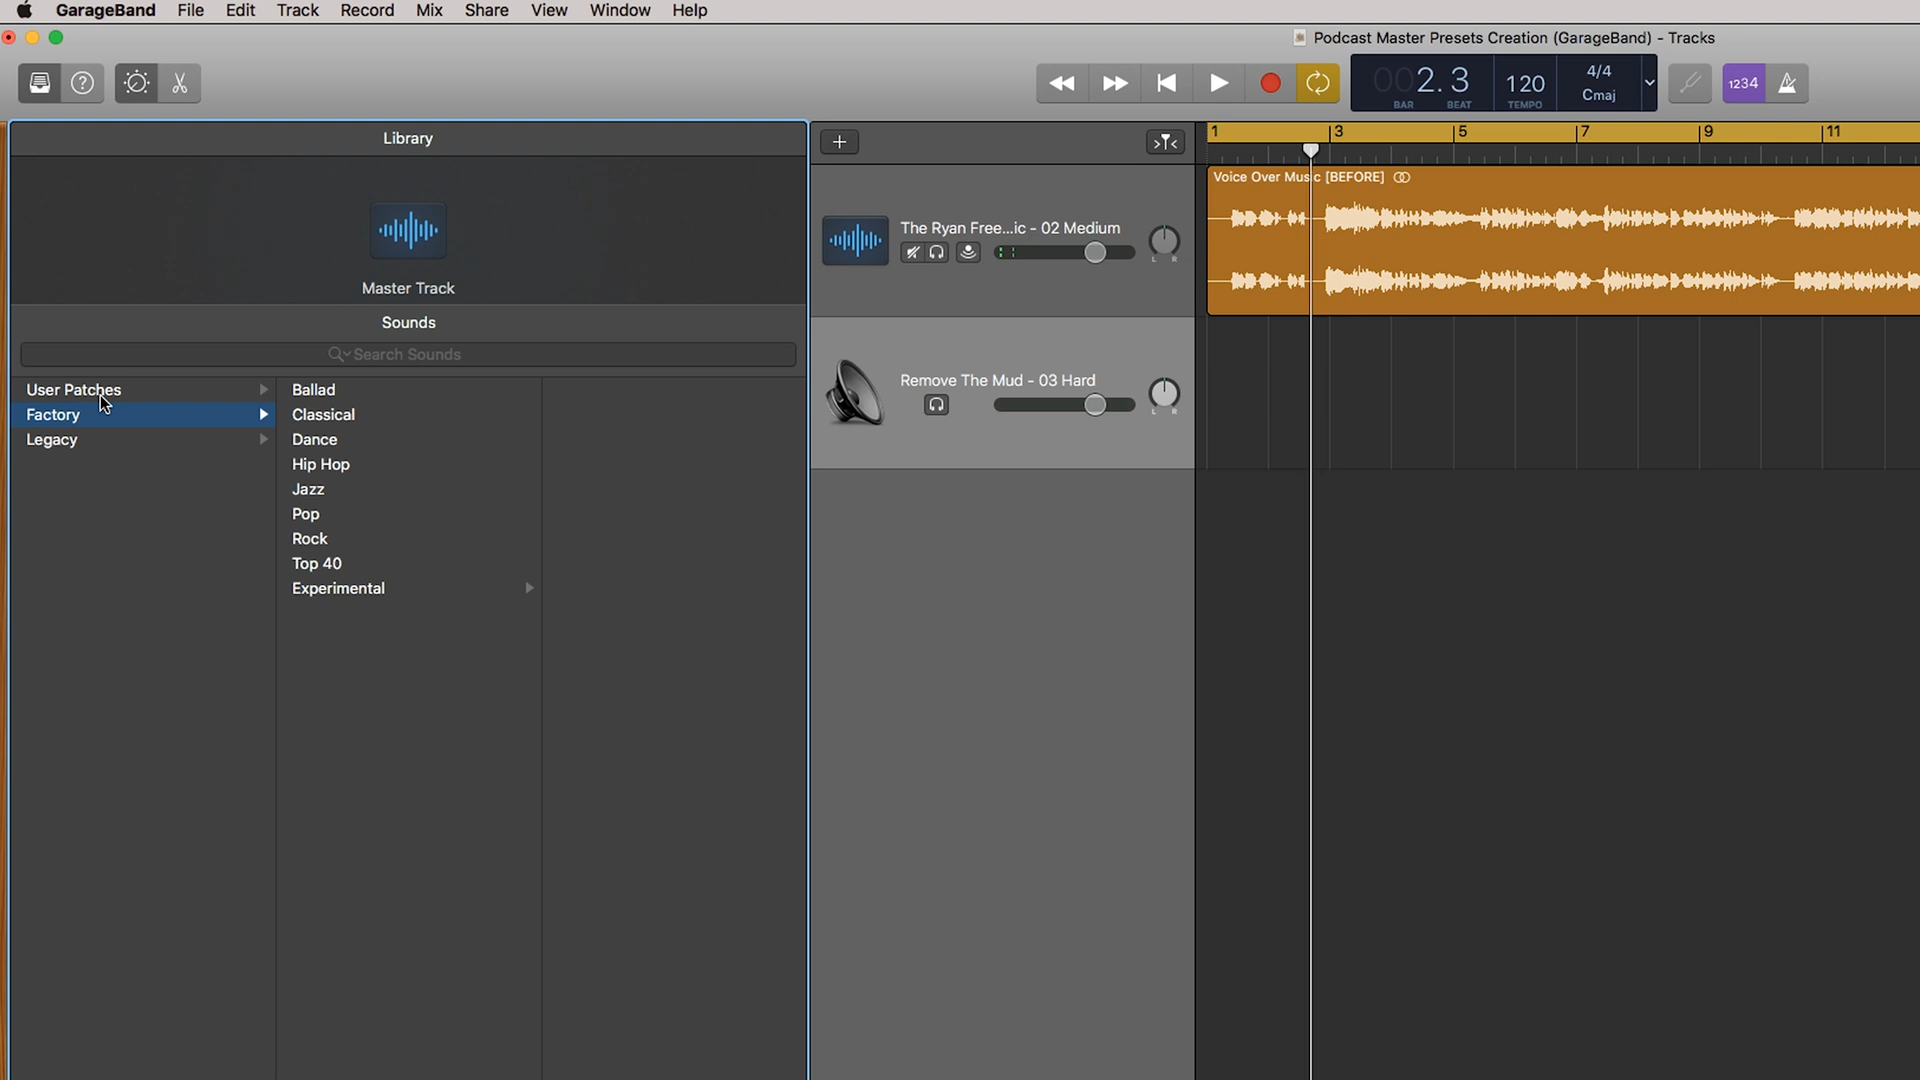 GarageBand File Edit Track Record Mix Share View Window Help
Podcast Master Presets Creation (GarageBand) - Tracks
002.3
BAR BEAT
120
TEMPO
4/4
Cmaj
1234
Library
Master Track
Sounds
Search Sounds
User Patches
Factory
Legacy
Ballad
Classical
Dance
Hip Hop
Jazz
Pop
Rock
Top 40
Experimental
The Ryan Free...ic - 02 Medium
L R
Remove The Mud - 03 Hard
L R
1 3 5 7 9 11
Voice Over Music [BEFORE]